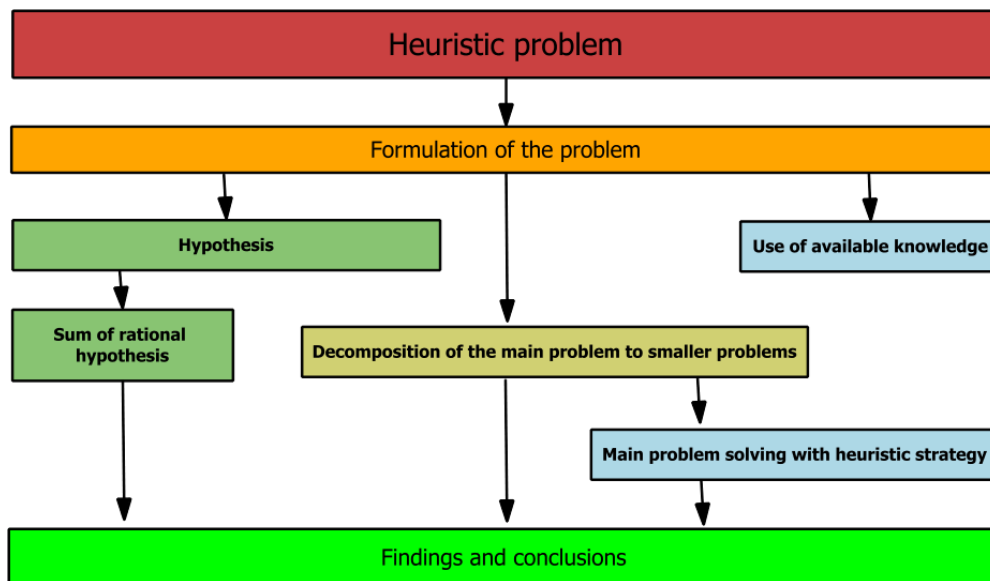 Heuristic problem
Formulation of the problem
Hypothesis
Use of available knowledge
Sum of rational
hypothesis
Decomposition of the main problem to smaller problems
Main problem solving with heuristic strategy
Findings and conclusions